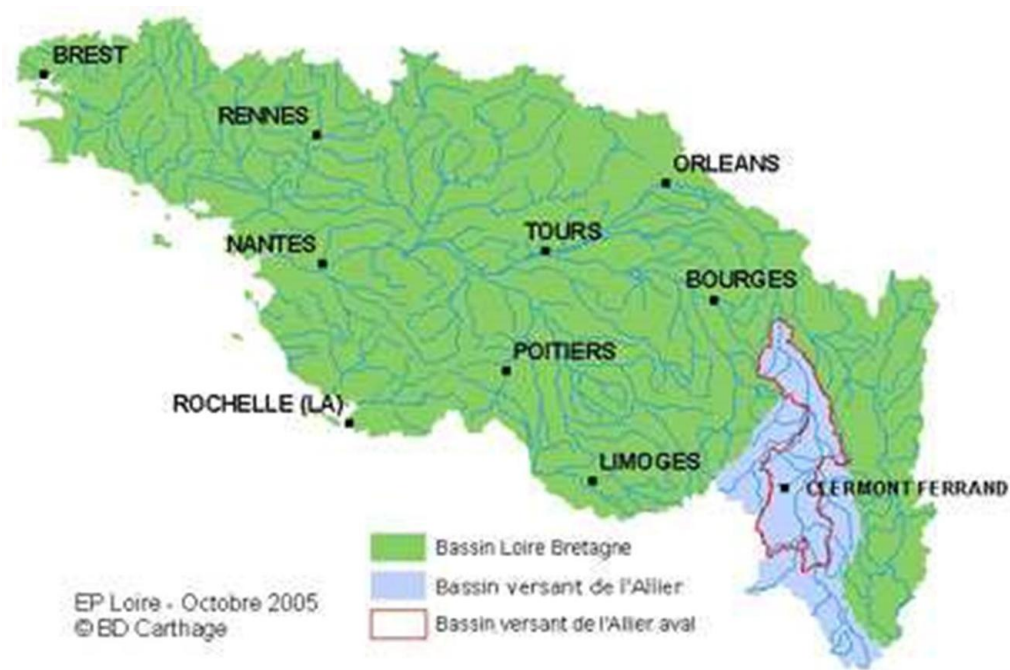 BREST
RENNES
ORLEANS
NANTES
TOURS
BOURGES
POITIERS
ROCHELLE (LA)
LIMOGES
CLERMONT FERRAND
Bassin Loire Bretagne
Bassin versant de l'Allier
Bassin versant de l'Allier aval
EP Loire - Octobre 2005
© BD Carthage